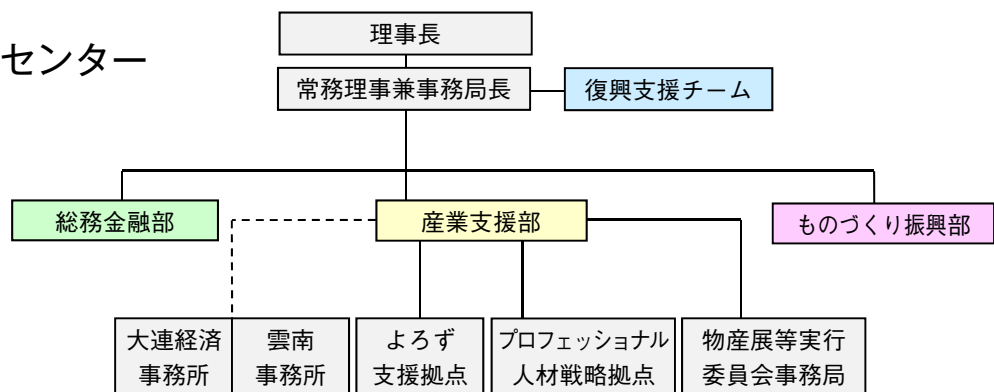 理事長
センター
常務理事兼事務局長
復興支援チーム
総務金融部
産業支援部
ものづくり振興部
大連経済
事務所
雲南
事務所
よろず
支援拠点
プロフェッショナル
人材戦略拠点
物産展等実行
委員会事務局